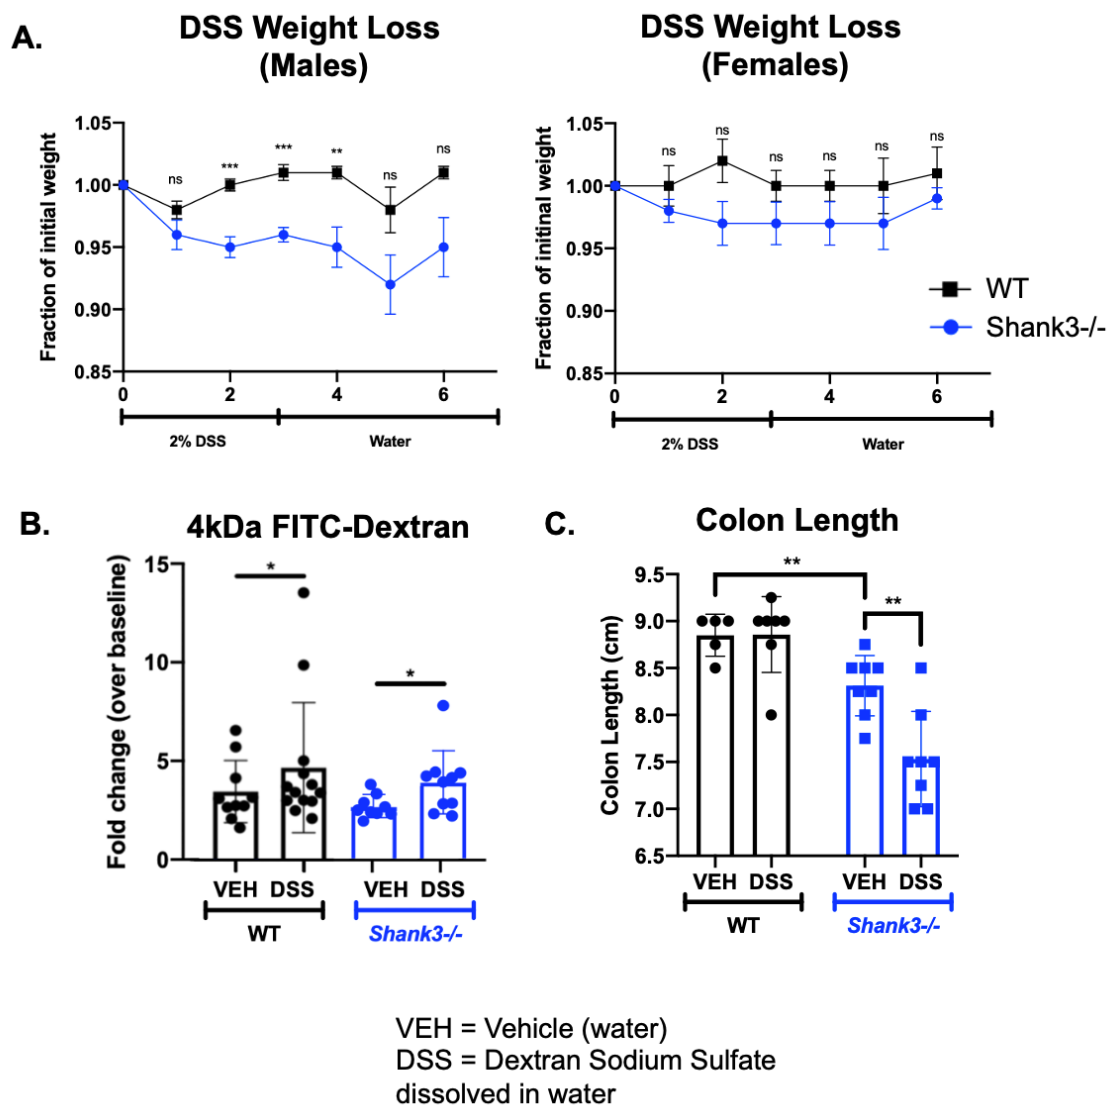 A.
DSS Weight Loss
(Males)
DSS Weight Loss
(Females)
Fraction of initial weight
1.05
1.00
0.95
0.90
0.85
ns
***
***
**
ns
ns
0
2
4
6
2% DSS
Water
Fraction of initinal weight
1.05
1.00
0.95
0.90
0.85
ns
ns
ns
ns
ns
ns
0
2
4
6
2% DSS
Water
WT
Shank3-/-
B.
4kDa FITC-Dextran
Fold change (over baseline)
15
10
5
0
*
*
VEH DSS
VEH DSS
WT
Shank3-/-
C.
Colon Length
Colon Length (cm)
9.5
9.0
8.5
8.0
7.5
7.0
6.5
**
**
VEH DSS
VEH DSS
WT
Shank3-/-
VEH = Vehicle (water)
DSS = Dextran Sodium Sulfate
dissolved in water